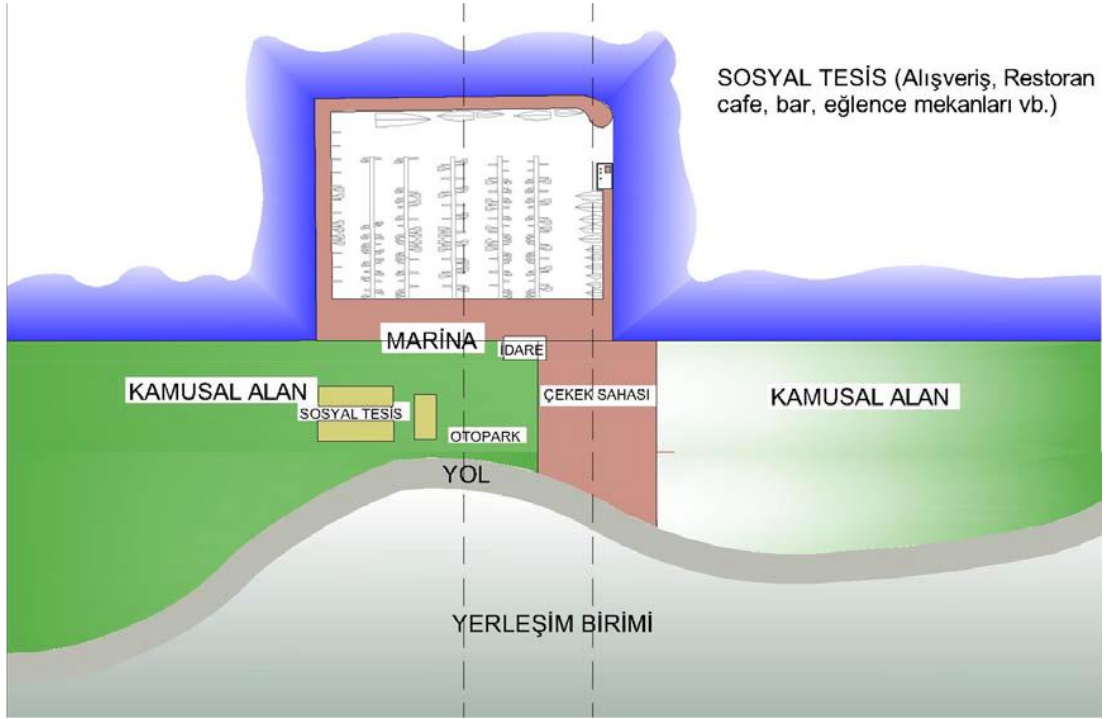 SOSYAL TESİS (Alışveriş, Restoran
cafe, bar, eğlence mekanları vb.)
MARİNA
İDARE
KAMUSAL ALAN
ÇEKEK SAHASI
KAMUSAL ALAN
SOSYAL TESİS
OTOPARK
YOL
YERLEŞİM BİRİMİ